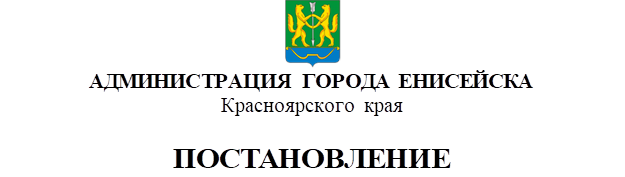 АДМИНИСТРАЦИЯ ГОРОДА ЕНИСЕЙСКА
Красноярского края
ПОСТАНОВЛЕНИЕ